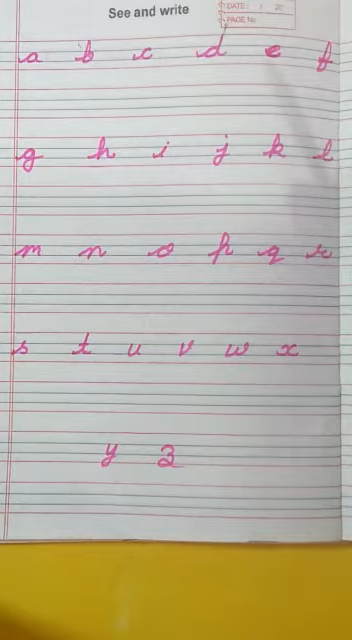 See and write
DATE: / 20
PAGE No
a b c d e f
g h i j k l
m n o p q r
s t u v w x
y z